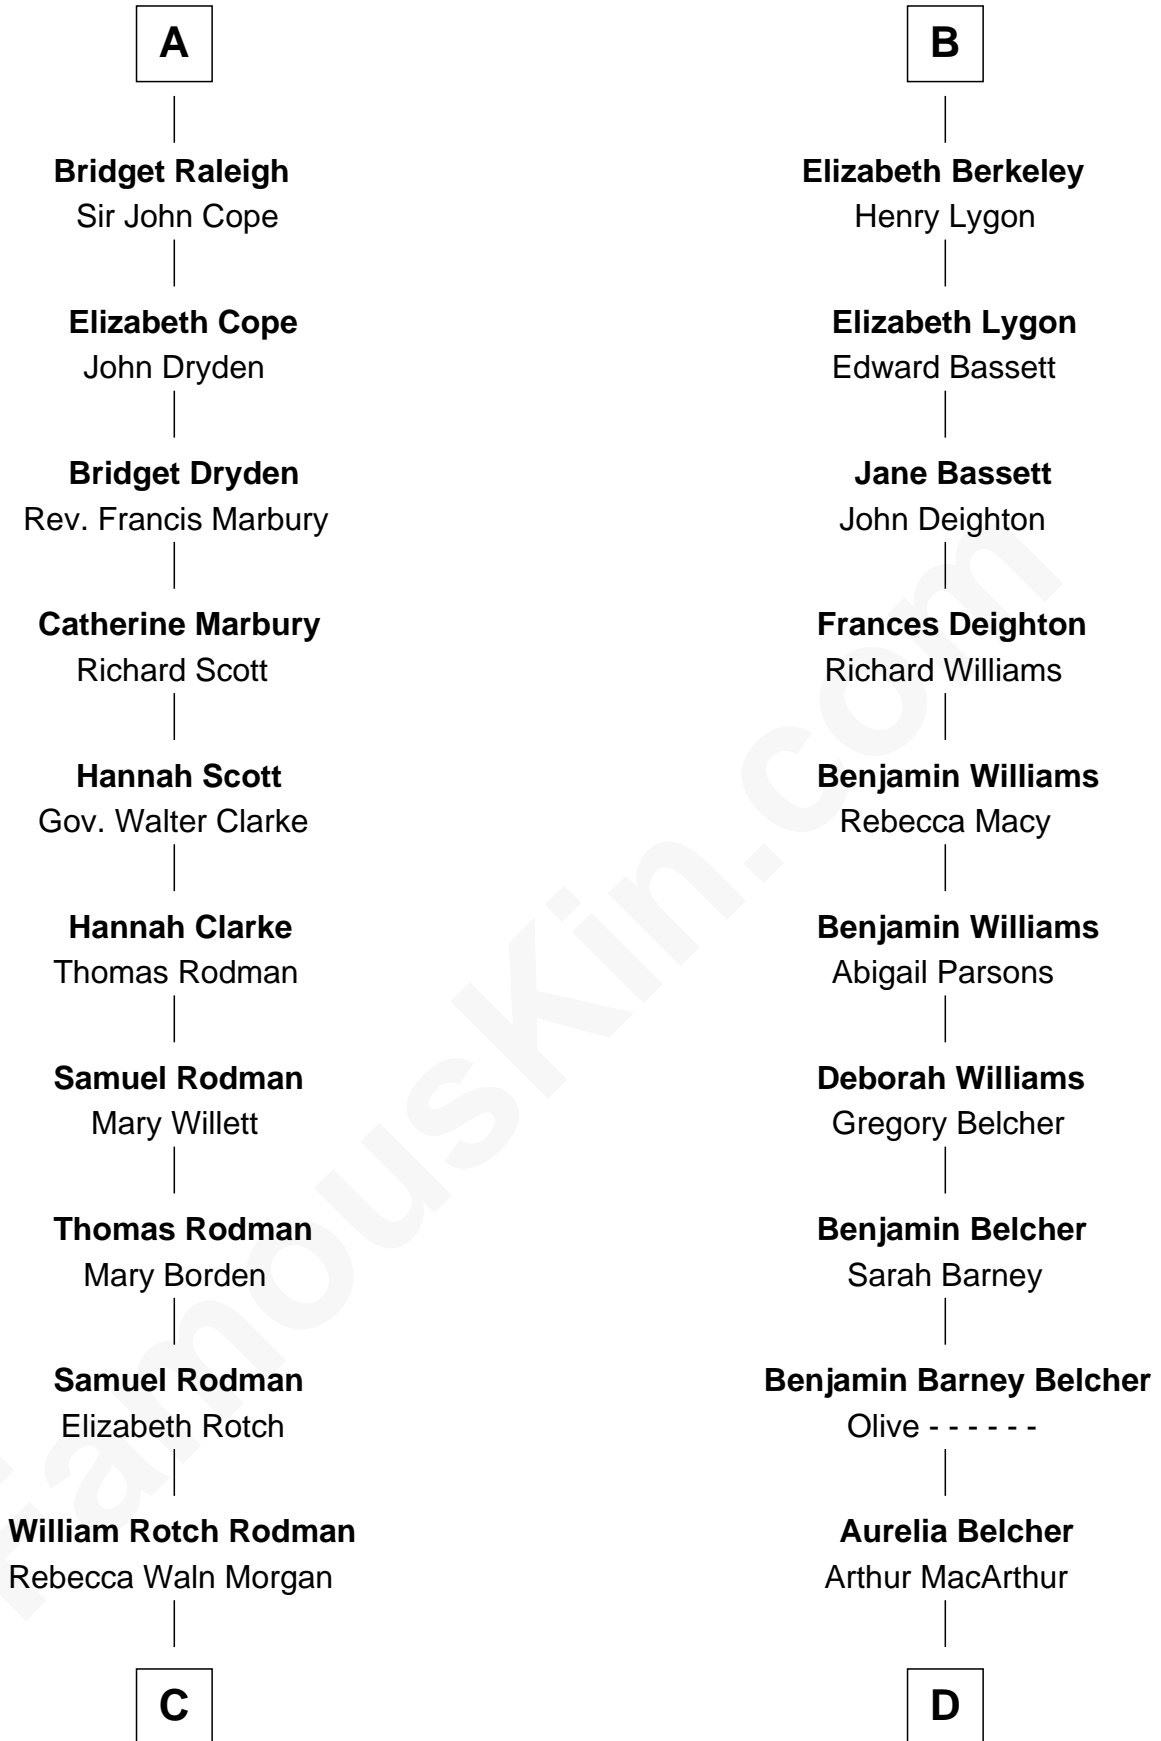 A
Bridget Raleigh
Sir John Cope
Elizabeth Cope
John Dryden
Bridget Dryden
Rev. Francis Marbury
Catherine Marbury
Richard Scott
Hannah Scott
Gov. Walter Clarke
Hannah Clarke
Thomas Rodman
Samuel Rodman
Mary Willett
Thomas Rodman
Mary Borden
Samuel Rodman
Elizabeth Rotch
William Rotch Rodman
Rebecca Waln Morgan
C
B
Elizabeth Berkeley
Henry Lygon
Elizabeth Lygon
Edward Bassett
Jane Bassett
John Deighton
Frances Deighton
Richard Williams
Benjamin Williams
Rebecca Macy
Benjamin Williams
Abigail Parsons
Deborah Williams
Gregory Belcher
Benjamin Belcher
Sarah Barney
Benjamin Barney Belcher
Olive - - - - - -
Aurelia Belcher
Arthur MacArthur
D
FamousKin.com